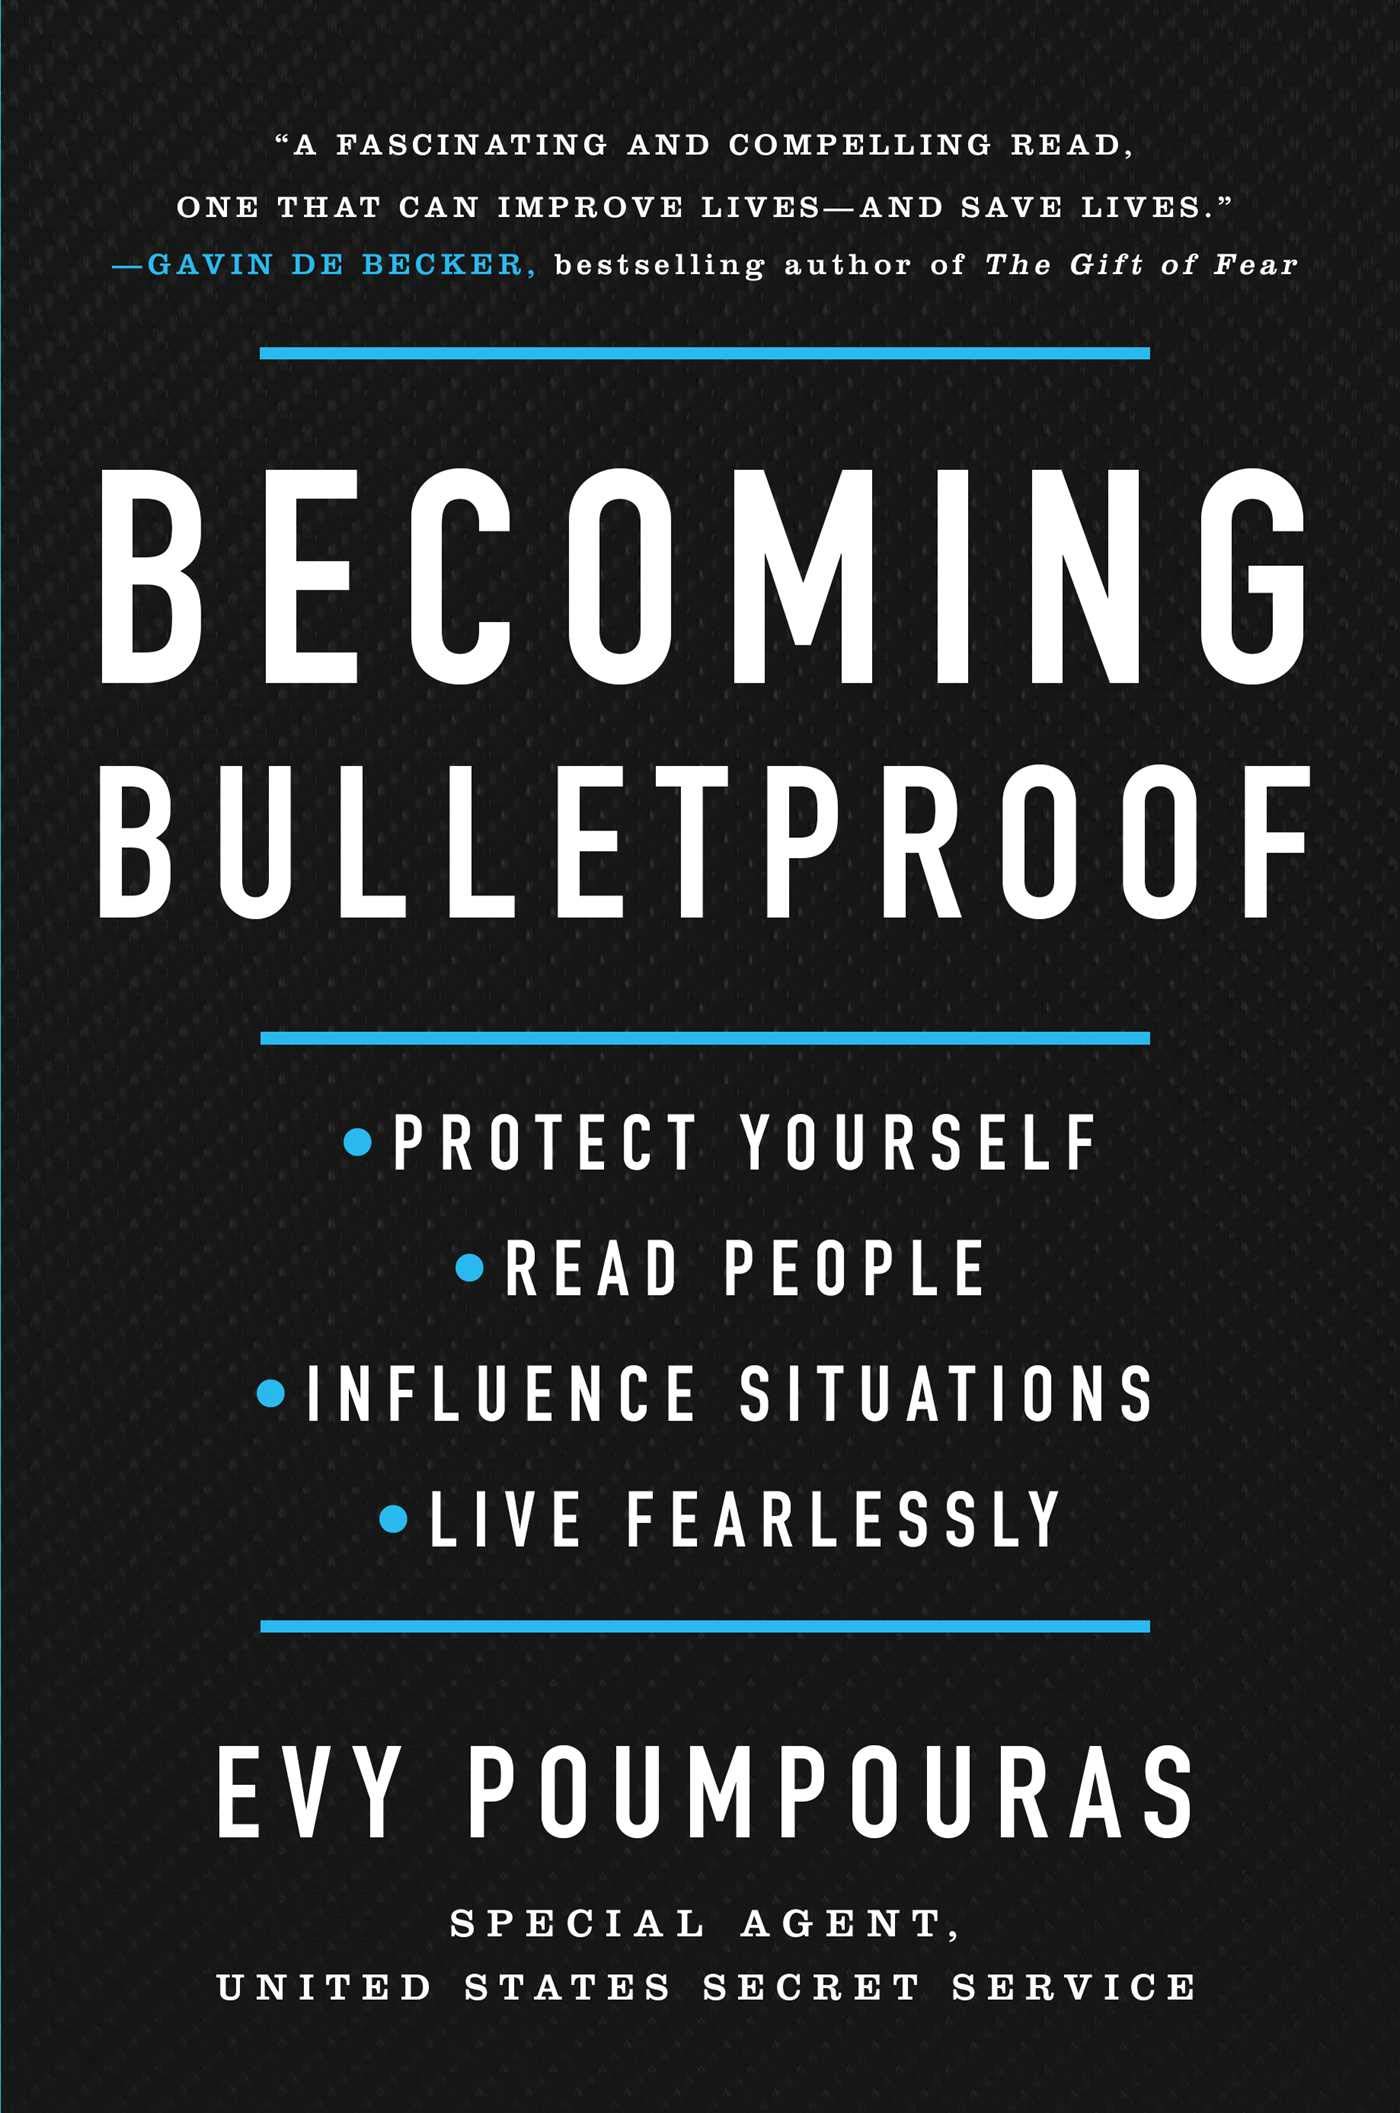 “A FASCINATING AND COMPELLING READ,
ONE THAT CAN IMPROVE LIVES—AND SAVE LIVES.”
—GAVIN DE BECKER, bestselling author of The Gift of Fear
BECOMING
BULLETPROOF
• PROTECT YOURSELF
• READ PEOPLE
• INFLUENCE SITUATIONS
• LIVE FEARLESSLY
EVY POUMPOURAS
SPECIAL AGENT,
UNITED STATES SECRET SERVICE